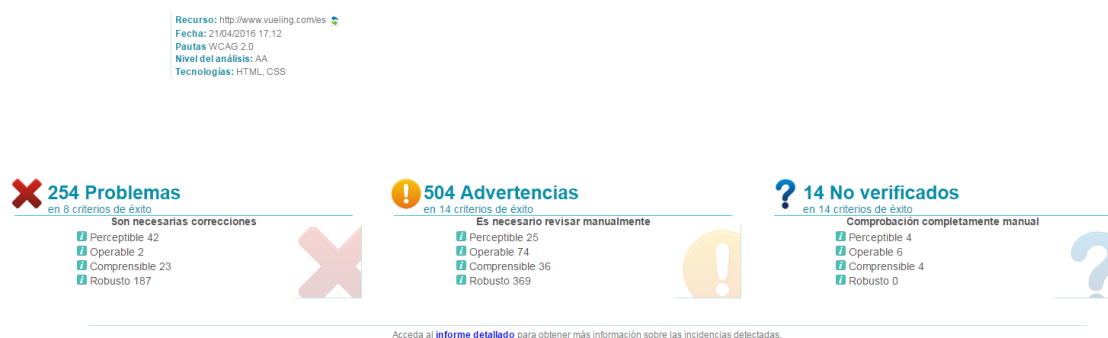 Recurso: http://www.vueling.com/es
Fecha: 21/04/2016 17:12
Pautas WCAG 2.0
Nivel del análisis: AA
Tecnologías: HTML, CSS
254 Problemas
en 8 criterios de éxito
Son necesarias correcciones
Perceptible 42
Operable 2
Comprensible 23
Robusto 187
504 Advertencias
en 14 criterios de éxito
Es necesario revisar manualmente
Perceptible 25
Operable 74
Comprensible 36
Robusto 369
14 No verificados
en 14 criterios de éxito
Comprobación completamente manual
Perceptible 4
Operable 6
Comprensible 4
Robusto 0
Acceda al informe detallado para obtener más información sobre las incidencias detectadas.